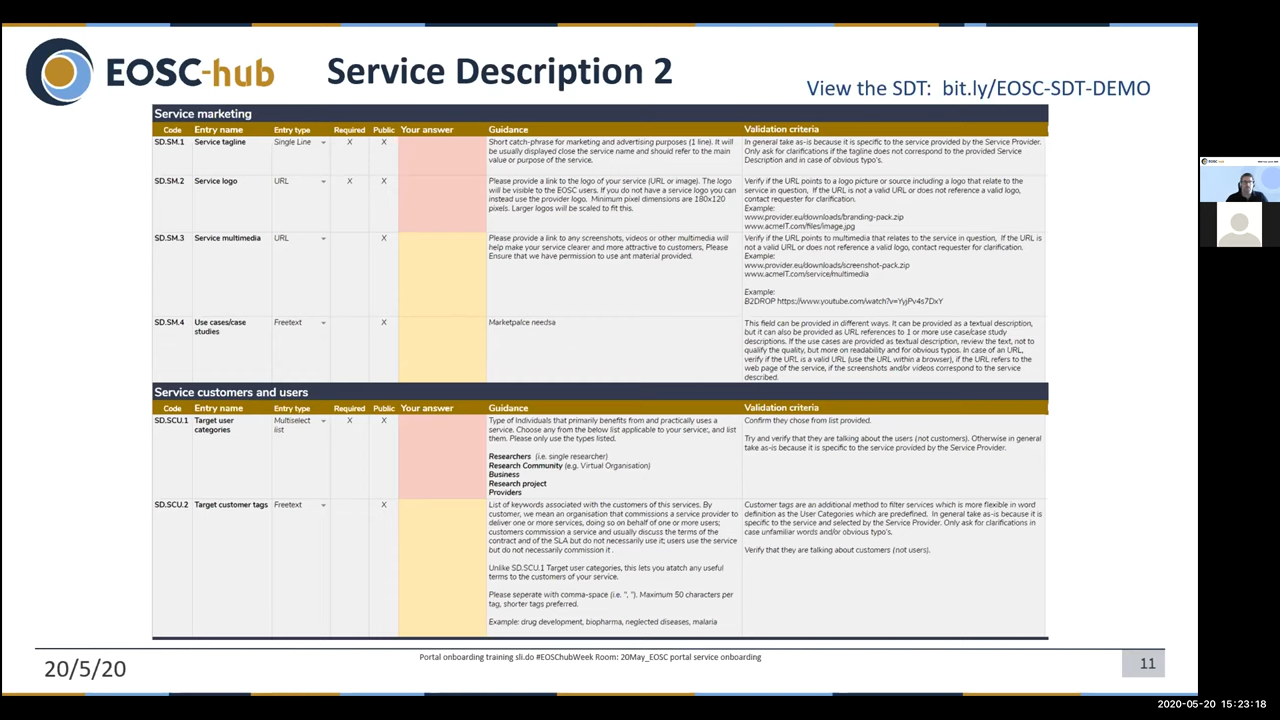 EOSC-hub
Service Description 2
View the SDT: bit.ly/EOSC-SDT-DEMO
Service marketing
Code Entry name Entry type Required Public Your answer Guidance Validation criteria
SD.SM.1 Service tagline Single Line X X
Short catch-phrase for marketing and advertising purposes (1 line). It will
be usually displayed close the service name and should refer to the main
value or purpose of the service.
In general take as-is because it is specific to the service provided by the Service Provider.
Only ask for clarifications if the tagline does not correspond to the provided Service
Description and in case of obvious typo's.
SD.SM.2 Service logo URL X X
Please provide a link to the logo of your service (URL or image). The logo
will be visible to the EOSC users. If you do not have a service logo you can
instead use the provider logo. Minimum pixel dimensions are 180x120
pixels. Larger logos will be scaled to fit this.
Verify if the URL points to a logo picture or source including a logo that relate to the
service in question, If the URL is not a valid URL or does not reference a valid logo,
contact requester for clarification.
Example:
www.provider.eu/downloads/branding-pack.zip
www.acmeIT.com/files/image.jpg
SD.SM.3 Service multimedia URL X
Please provide a link to any screenshots, videos or other multimedia will
help make your service clearer and more attractive to customers, Please
Ensure that we have permission to use ant material provided.
Verify if the URL points to multimedia that relates to the service in question, If the URL is
not a valid URL or does not reference a valid logo, contact requester for clarification.
Example:
www.provider.eu/downloads/screenshot-pack.zip
www.acmeIT.com/service/multimedia
Example:
B2DROP https://www.youtube.com/watch?v=YyjPv4s7DxY
SD.SM.4 Use cases/case
studies
Freetext X
Marketpalce needsa
This field can be provided in different ways. It can be provided as a textual description,
but it can also be provided as URL references to 1 or more use case/case study
descriptions. If the use cases are provided as textual description, review the text, not to
qualify the quality, but more on readability and for obvious typos. In case of an URL,
verify if the URL is a valid URL (use the URL within a browser), if the URL refers to the
web page of the service, if the screenshots and/or videos correspond to the service
described.
Service customers and users
Code Entry name Entry type Required Public Your answer Guidance Validation criteria
SD.SCU.1 Target user
categories
Multiselect
list
X X
Type of Individuals that primarily benefits from and practically uses a
service. Choose any from the below list applicable to your service:, and list
them. Please only use the types listed.
Researchers (i.e. single researcher)
Research Community (e.g. Virtual Organisation)
Business
Research project
Providers
Confirm they chose from list provided.
Try and verify that they are talking about the users (not customers). Otherwise in general
take as-is because it is specific to the service provided by the Service Provider.
SD.SCU.2 Target customer tags Freetext X
List of keywords associated with the customers of this services. By
customer, we mean an organisation that commissions a service provider to
deliver one or more services, doing so on behalf of one or more users;
customers commission a service and usually discuss the terms of the
contract and of the SLA but do not necessarily use it; users use the service
but do not necessarily commission it .
Unlike SD.SCU.1 Target user categories, this lets you atatch any useful
terms to the customers of your service.
Please seperate with comma-space (i.e. ", "). Maximum 50 characters per
tag, shorter tags preferred.
Example: drug development, biopharma, neglected diseases, malaria
Customer tags are an additional method to filter services which is more flexible in word
definition as the User Categories which are predefined. In general take as-is because it is
specific to the service and selected by the Service Provider. Only ask for clarifications in
case unfamiliar words and/or obvious typo's.
Verify that they are talking about customers (not users).
20/5/20
Portal onboarding training sli.do #EOSChubWeek Room: 20May_EOSC portal service onboarding
11
2020-05-20 15:23:18